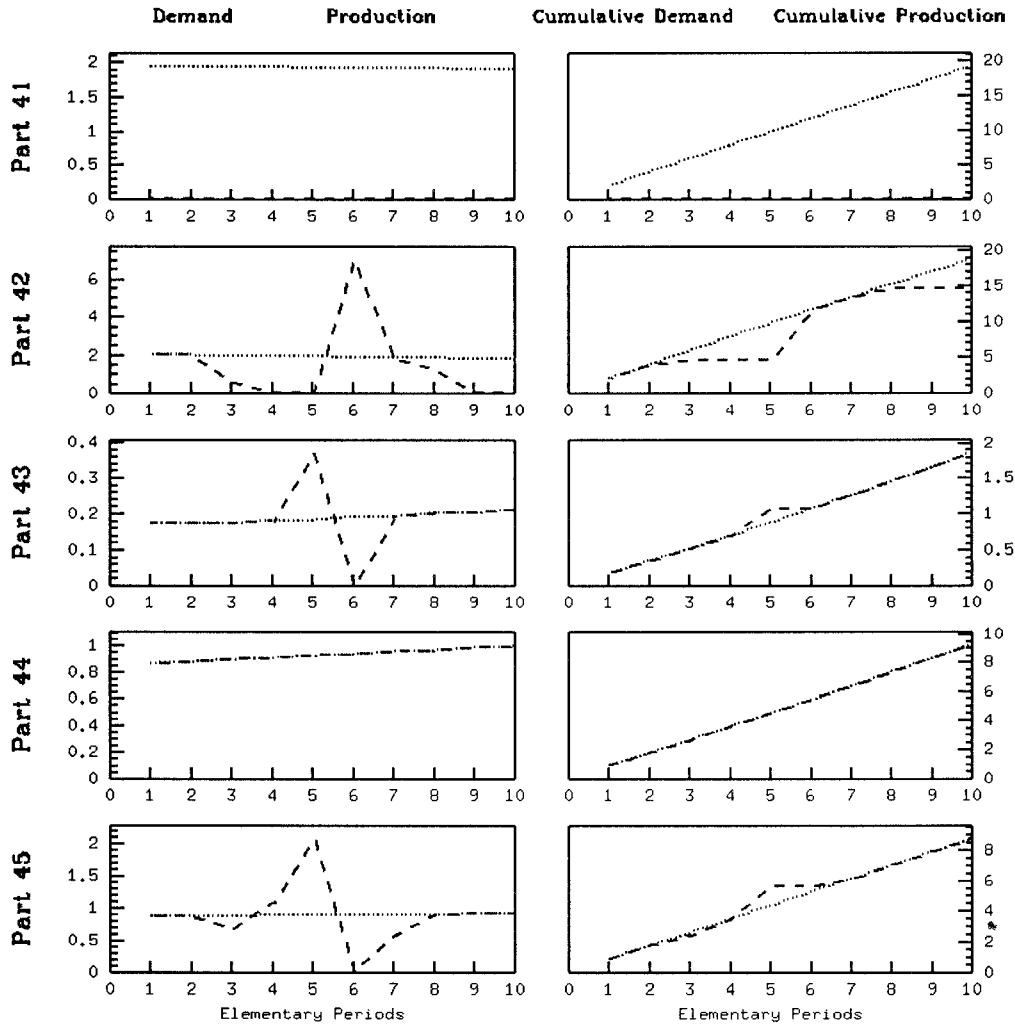 Demand Production Cumulative Demand Cumulative Production
Part 41
2
1.5
1
0.5
0
0 1 2 3 4 5 6 7 8 9 10
20
15
10
5
0
0 1 2 3 4 5 6 7 8 9 10
Part 42
6
4
2
0
0 1 2 3 4 5 6 7 8 9 10
20
15
10
5
0
0 1 2 3 4 5 6 7 8 9 10
Part 43
0.4
0.3
0.2
0.1
0
0 1 2 3 4 5 6 7 8 9 10
2
1.5
1
0.5
0
0 1 2 3 4 5 6 7 8 9 10
Part 44
1
0.8
0.6
0.4
0.2
0
0 1 2 3 4 5 6 7 8 9 10
10
8
6
4
2
0
0 1 2 3 4 5 6 7 8 9 10
Part 45
2
1.5
1
0.5
0
0 1 2 3 4 5 6 7 8 9 10
Elementary Periods
8
6
4
2
0
0 1 2 3 4 5 6 7 8 9 10
Elementary Periods